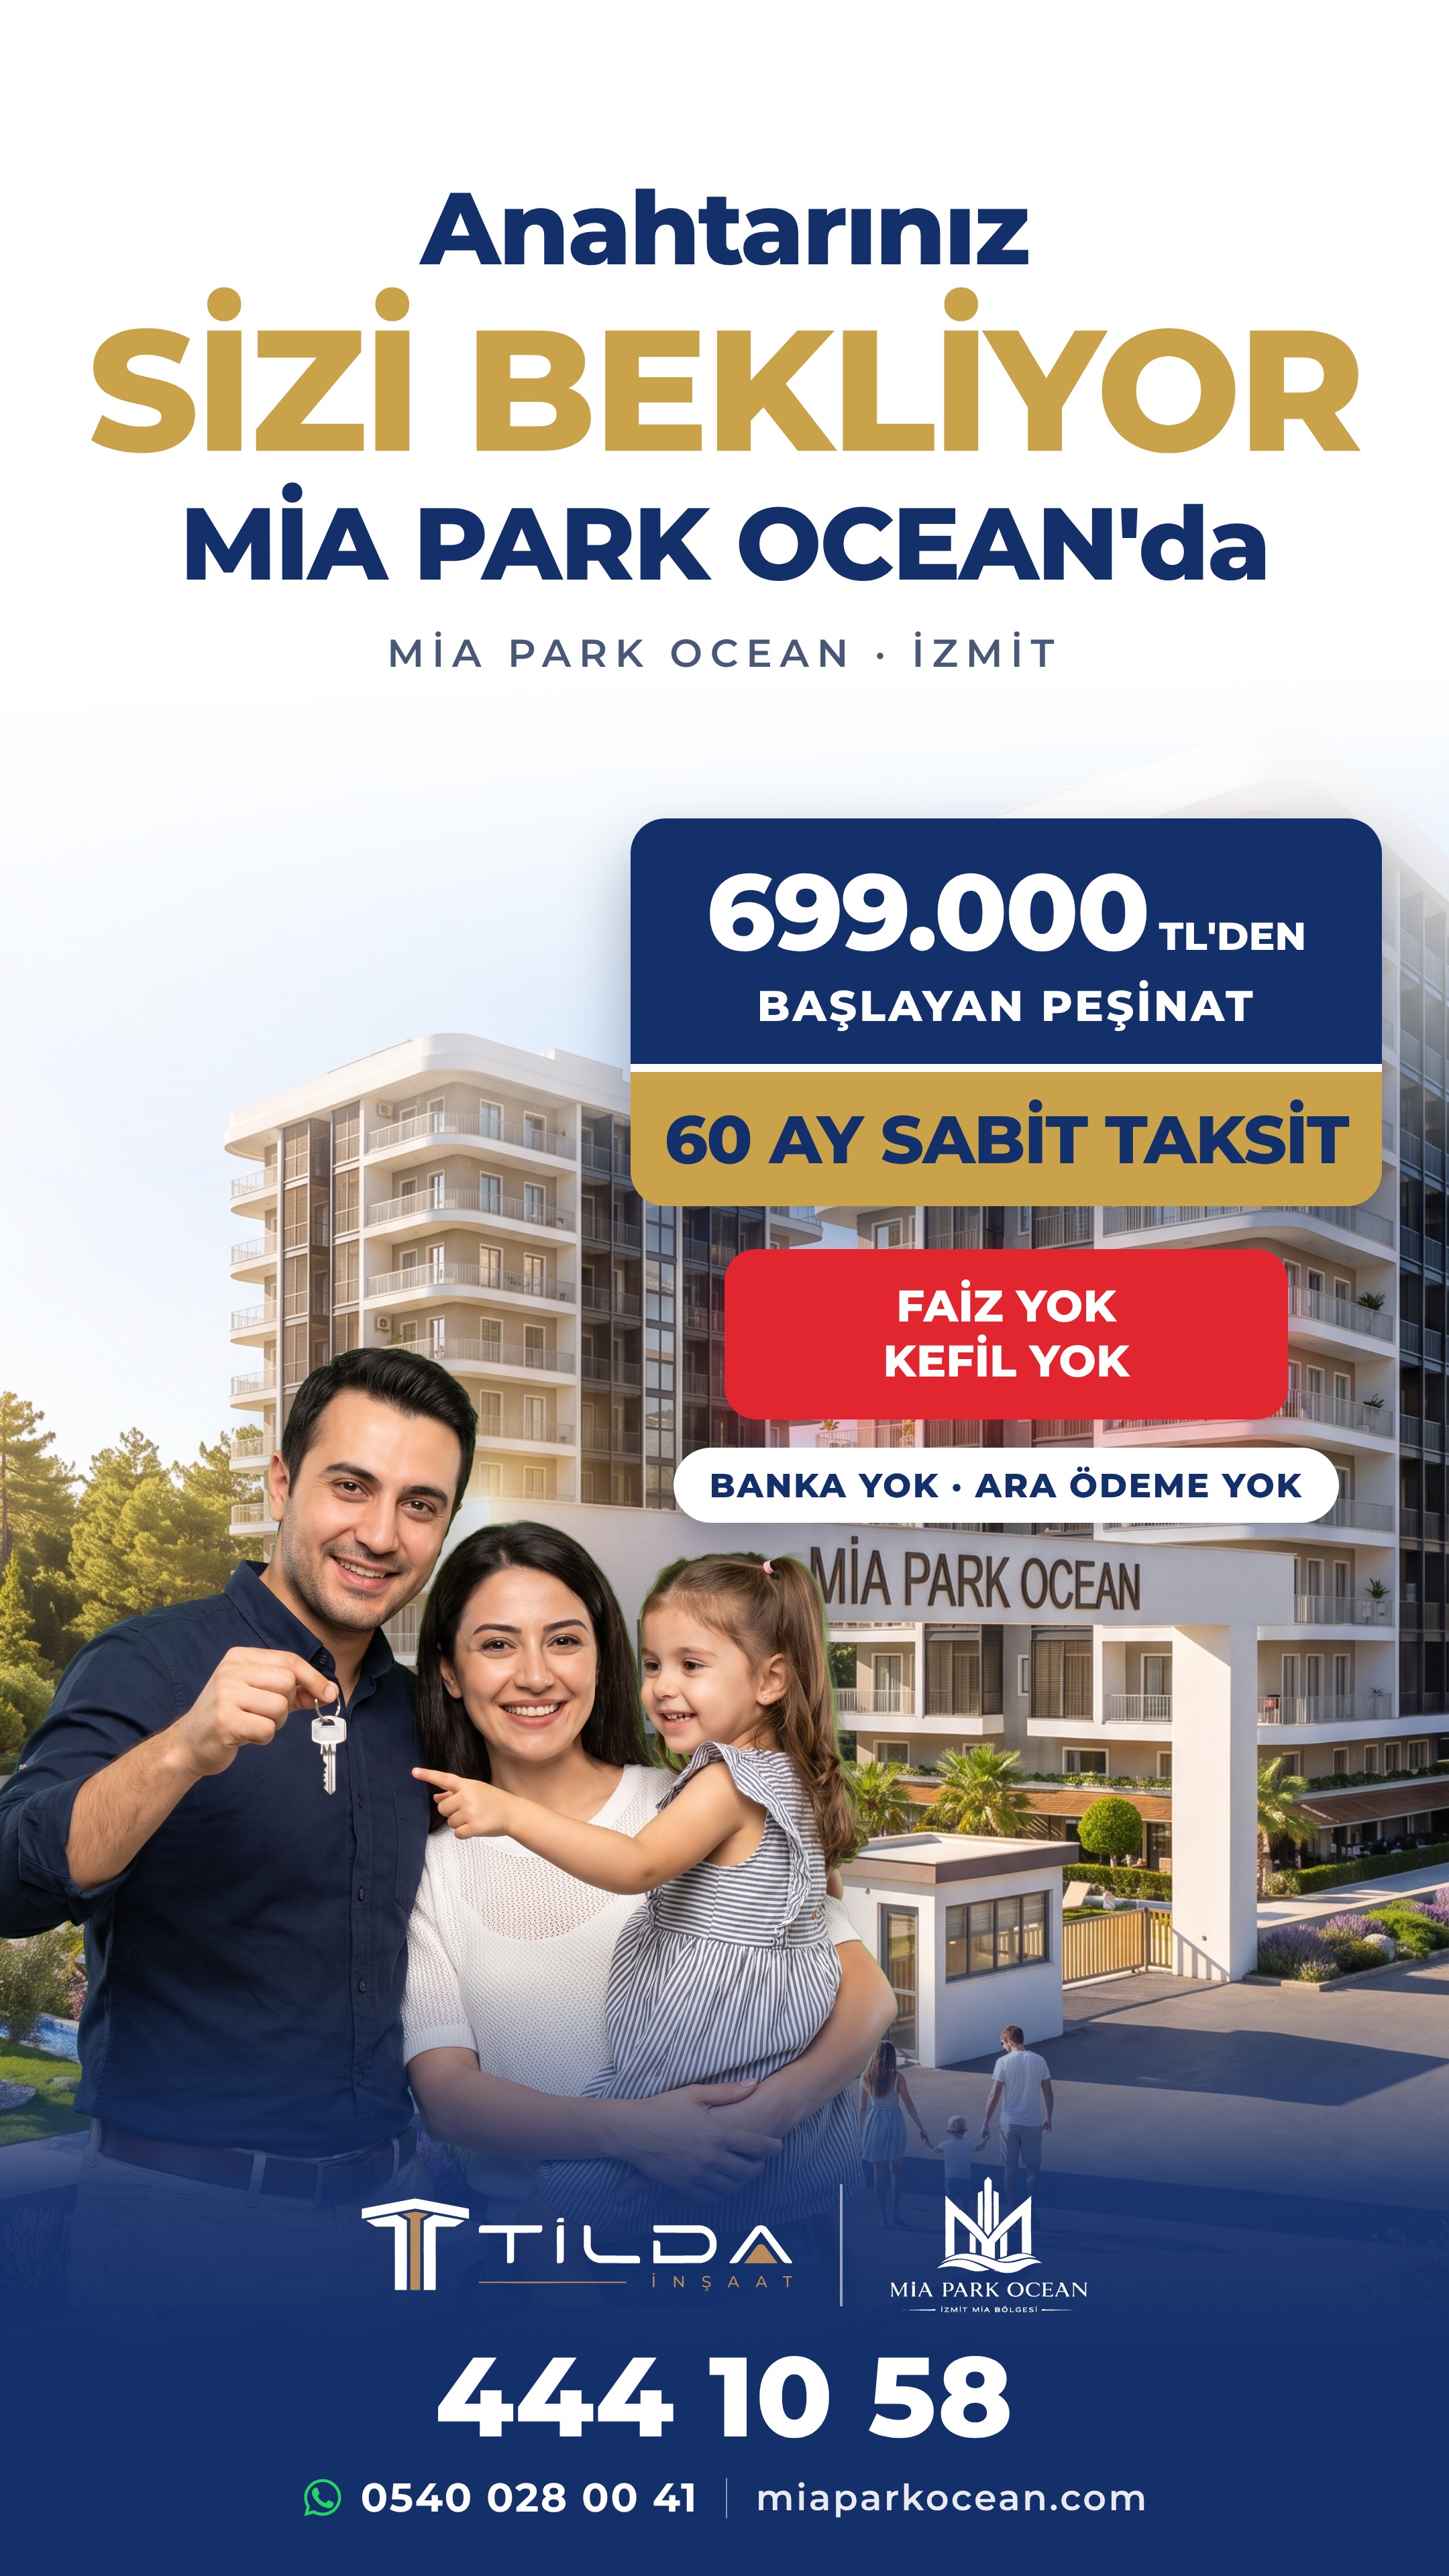 Anahtarınız
SİZİ BEKLİYOR
MİA PARK OCEAN'da
MİA PARK OCEAN · İZMİT
699.000 TL'DEN
BAŞLAYAN PEŞİNAT
60 AY SABİT TAKSİT
FAİZ YOK
KEFİL YOK
BANKA YOK · ARA ÖDEME YOK
MİA PARK OCEAN
TİLDA
İNŞAAT
MİA PARK OCEAN
İZMİT MİA BÖLGESİ
444 10 58
0540 028 00 41
miaparkocean.com